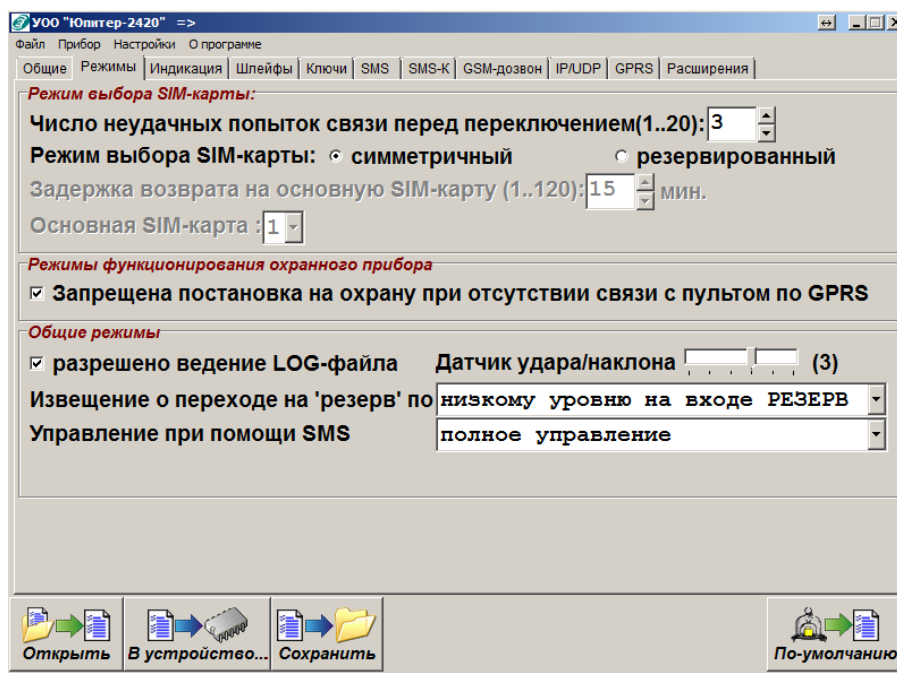 УОО "Юпитер-2420" =>
Файл Прибор Настройки О программе
Общие Режимы Индикация Шлейфы Ключи SMS SMS-К GSM-дозвон IP/UDP GPRS Расширения
Режим выбора SIM-карты:
Число неудачных попыток связи перед переключением(1..20): 3
Режим выбора SIM-карты: симметричный резервированный
Задержка возврата на основную SIM-карту (1..120): 15 мин.
Основная SIM-карта : 1
Режимы функционирования охранного прибора
Запрещена постановка на охрану при отсутствии связи с пультом по GPRS
Общие режимы
разрешено ведение LOG-файла Датчик удара/наклона (3)
Извещение о переходе на 'резерв' по низкому уровню на входе РЕЗЕРВ
Управление при помощи SMS полное управление
Открыть В устройство... Сохранить По-умолчанию